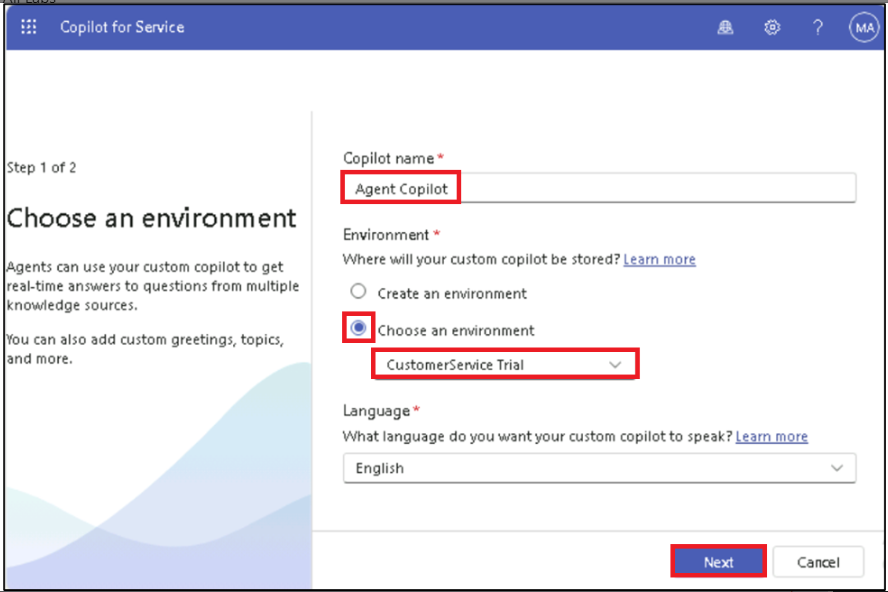 Copilot for Service
?
MA
Step 1 of 2
Choose an environment
Agents can use your custom copilot to get
real-time answers to questions from multiple
knowledge sources.
You can also add custom greetings, topics,
and more.
Copilot name *
Agent Copilot
Environment *
Where will your custom copilot be stored? Learn more
Create an environment
Choose an environment
CustomerService Trial
Language *
What language do you want your custom copilot to speak? Learn more
English
Next
Cancel